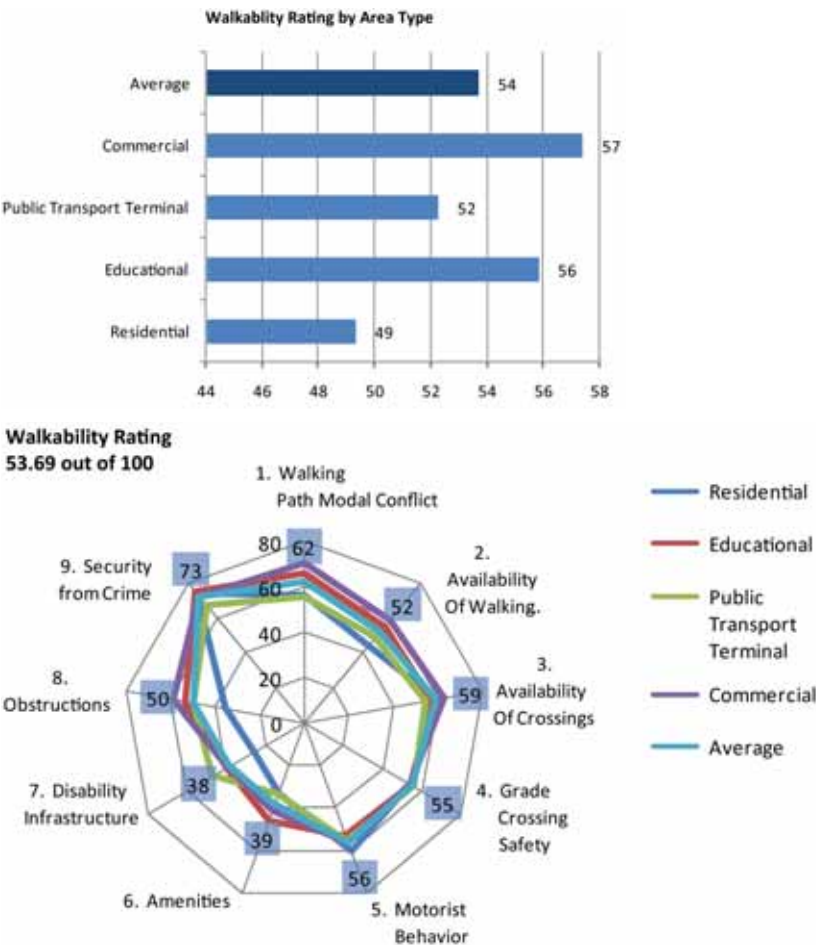 Walkablity Rating by Area Type
Average
54
Commercial
57
Public Transport Terminal
52
Educational
56
Residential
49
44 46 48 50 52 54 56 58
Walkability Rating
53.69 out of 100
1. Walking
Path Modal Conflict
2.
Availability
Of Walking.
3.
Availability
Of Crossings
4. Grade
Crossing
Safety
5. Motorist
Behavior
6. Amenities
7. Disability
Infrastructure
8.
Obstructions
9. Security
from Crime
80
60
40
20
0
62
52
59
55
56
39
38
50
73
Residential
Educational
Public
Transport
Terminal
Commercial
Average